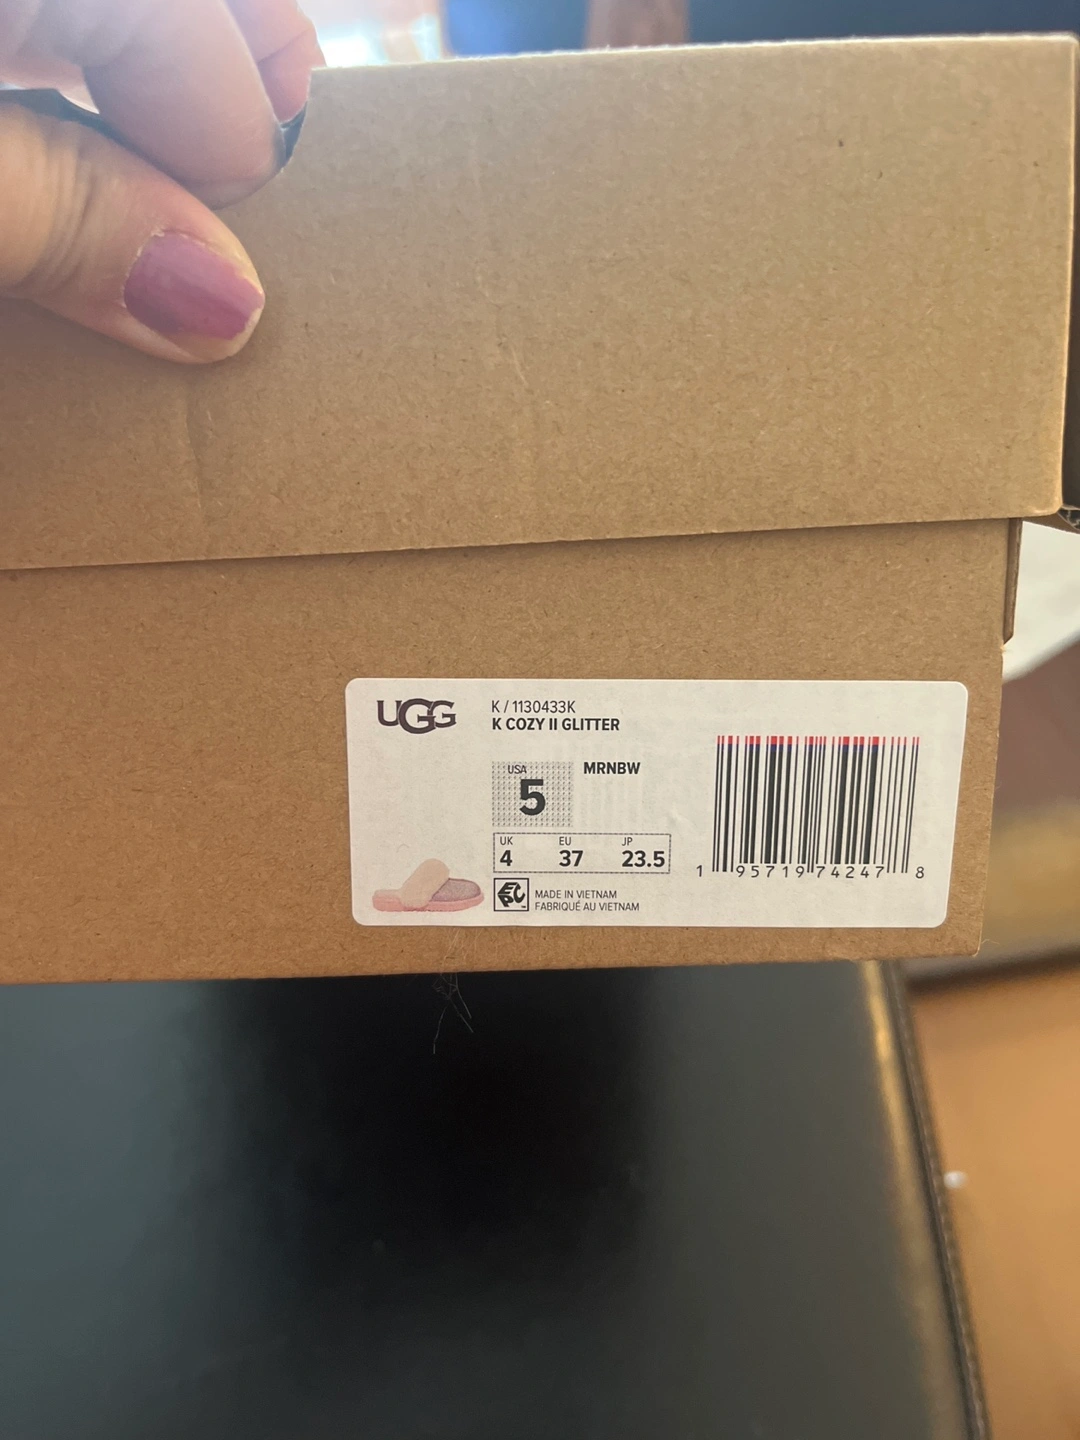 UGG
K / 1130433K
K COZY II GLITTER
USA
5
MRNBW
UK EU JP
4 37 23.5
EPC
MADE IN VIETNAM
FABRIQUÉ AU VIETNAM
1 95719 74247 8